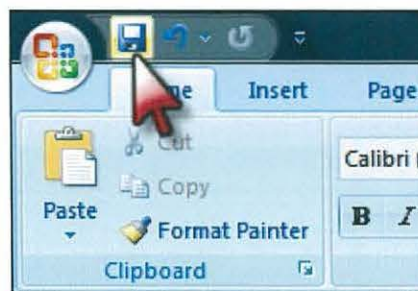 Insert Page
Cut
Calibri
Copy
Paste
B I
Format Painter
Clipboard